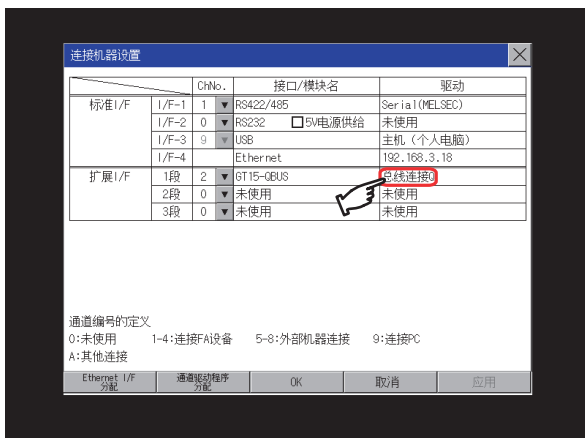 连接机器设置
ChNo. 接口/模块名 驱动
标准I/F I/F-1 1 RS422/485 Serial(MELSEC)
I/F-2 0 RS232 5V电源供给 未使用
I/F-3 9 USB 主机（个人电脑）
I/F-4 Ethernet 192.168.3.18
扩展I/F 1段 2 GT15-QBUS 总线连接Q
2段 0 未使用 未使用
3段 0 未使用 未使用
通道编号的定义
0:未使用 1-4:连接FA设备 5-8:外部机器连接 9:连接PC
A:其他连接
Ethernet I/F 通道驱动程序 OK 取消 应用
分配 分配